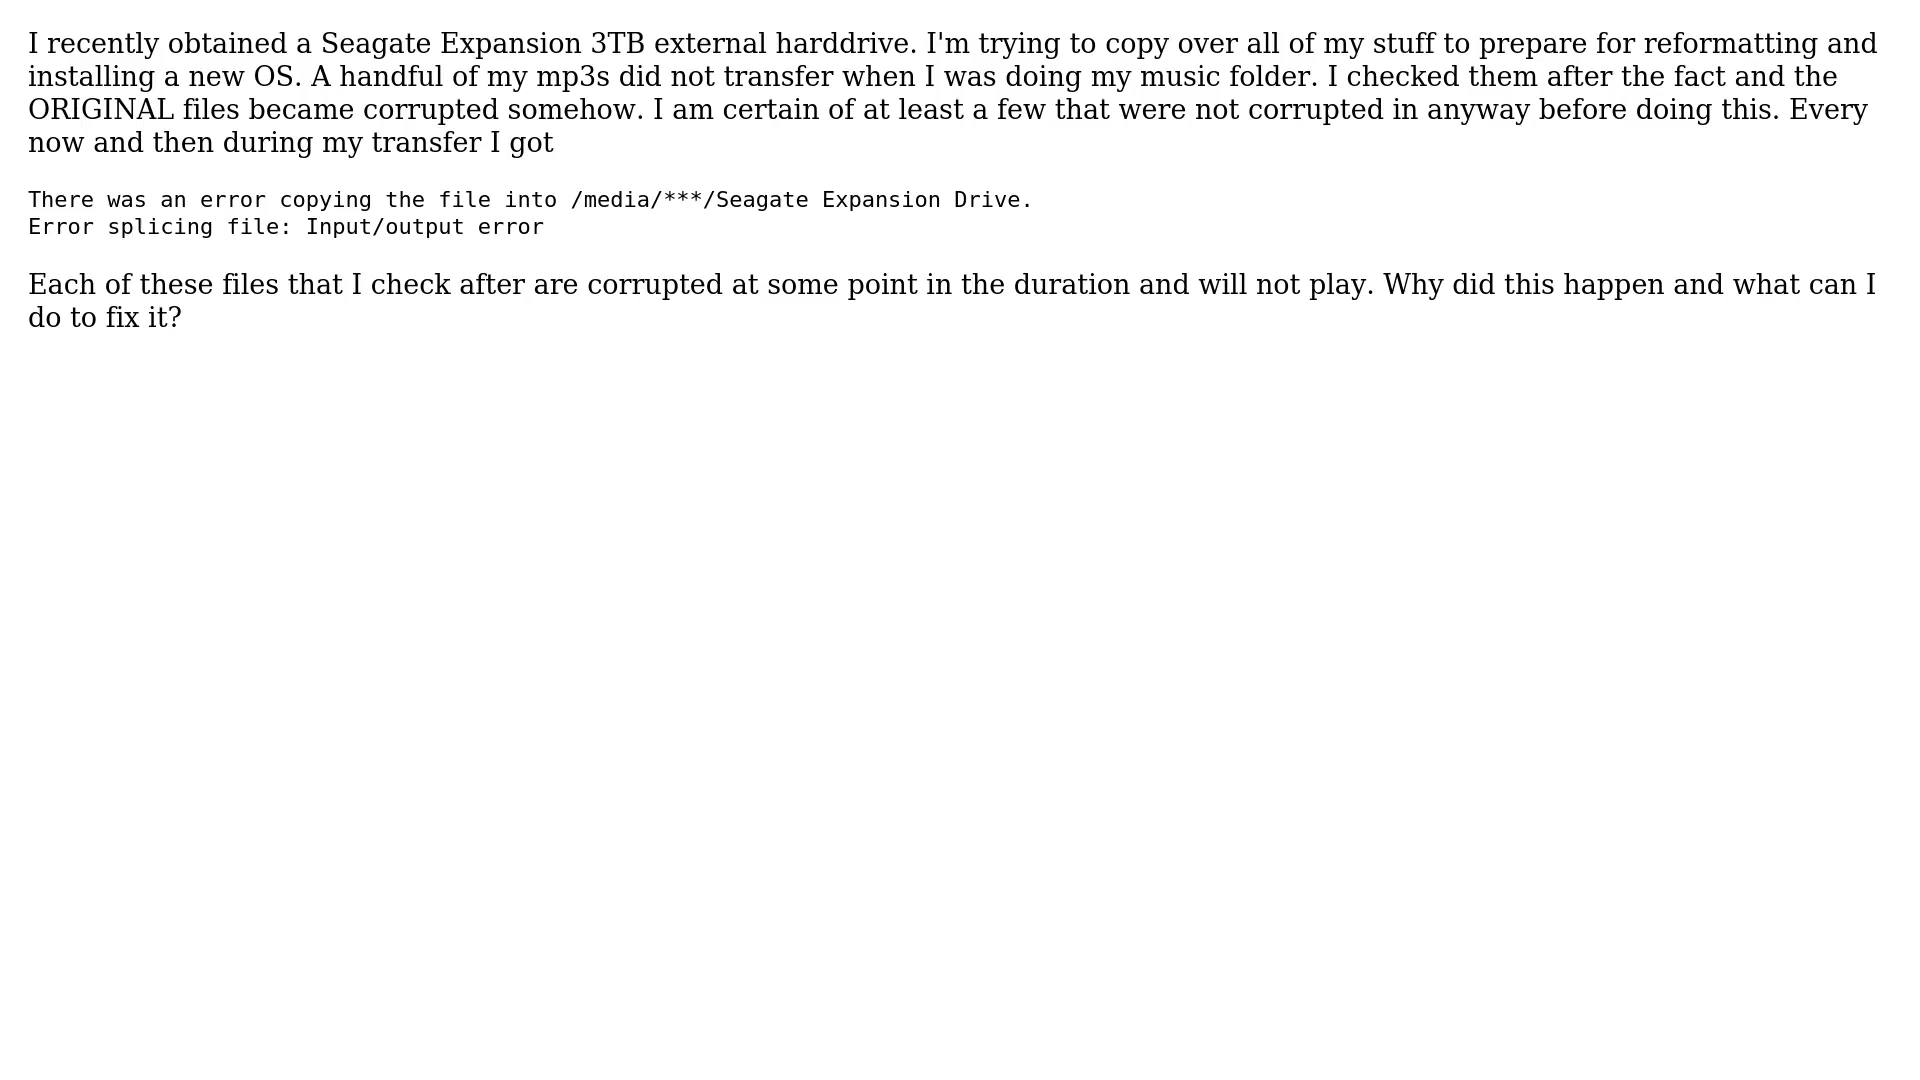 I recently obtained a Seagate Expansion 3TB external harddrive. I'm trying to copy over all of my stuff to prepare for reformatting and
installing a new OS. A handful of my mp3s did not transfer when I was doing my music folder. I checked them after the fact and the
ORIGINAL files became corrupted somehow. I am certain of at least a few that were not corrupted in anyway before doing this. Every
now and then during my transfer I got
There was an error copying the file into /media/***/Seagate Expansion Drive.
Error splicing file: Input/output error
Each of these files that I check after are corrupted at some point in the duration and will not play. Why did this happen and what can I
do to fix it?